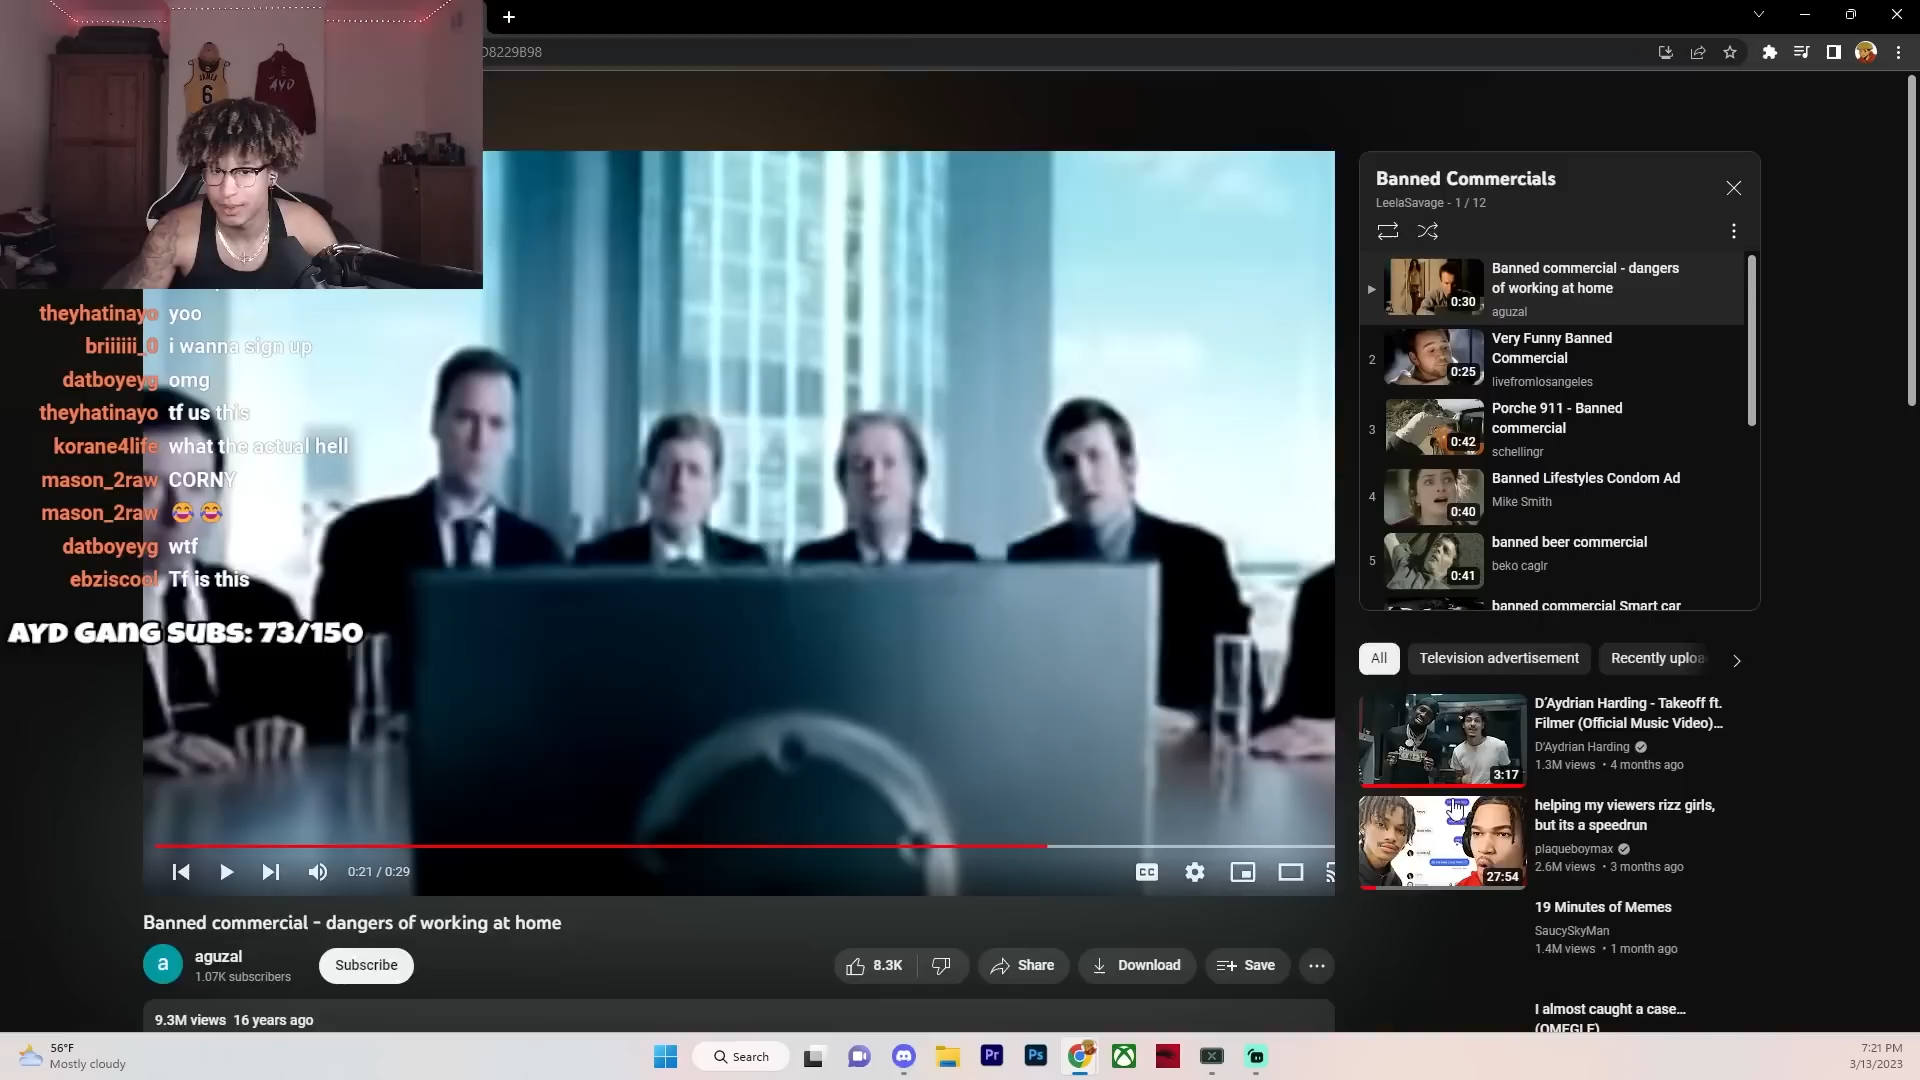 D8229B98
JAMES
6
AYD
theyhatinayo yoo
briiiiii_0 i wanna sign up
datboyeyg omg
theyhatinayo tf us this
korane4life what the actual hell
mason_2raw CORNY
mason_2raw 😂 😂
datboyeyg wtf
ebziscool Tf is this
AYD GANG SUBS: 73/150
0:21 / 0:29
CC
Banned commercial - dangers of working at home
a
aguzal
1.07K subscribers
Subscribe
8.3K
Share
Download
Save
9.3M views 16 years ago
Banned Commercials
LeelaSavage - 1 / 12
0:30
Banned commercial - dangers
of working at home
aguzal
2
0:25
Very Funny Banned
Commercial
livefromlosangeles
3
0:42
Porche 911 - Banned
commercial
schellingr
4
0:40
Banned Lifestyles Condom Ad
Mike Smith
5
0:41
banned beer commercial
beko caglr
banned commercial Smart car
All
Television advertisement
Recently uploa
3:17
D'Aydrian Harding - Takeoff ft.
Filmer (Official Music Video)...
D'Aydrian Harding
1.3M views • 4 months ago
27:54
helping my viewers rizz girls,
but its a speedrun
plaqueboymax
2.6M views • 3 months ago
19 Minutes of Memes
SaucySkyMan
1.4M views • 1 month ago
I almost caught a case...
(OMEGLE)
56°F
Mostly cloudy
Search
Pr
Ps
7:21 PM
3/13/2023